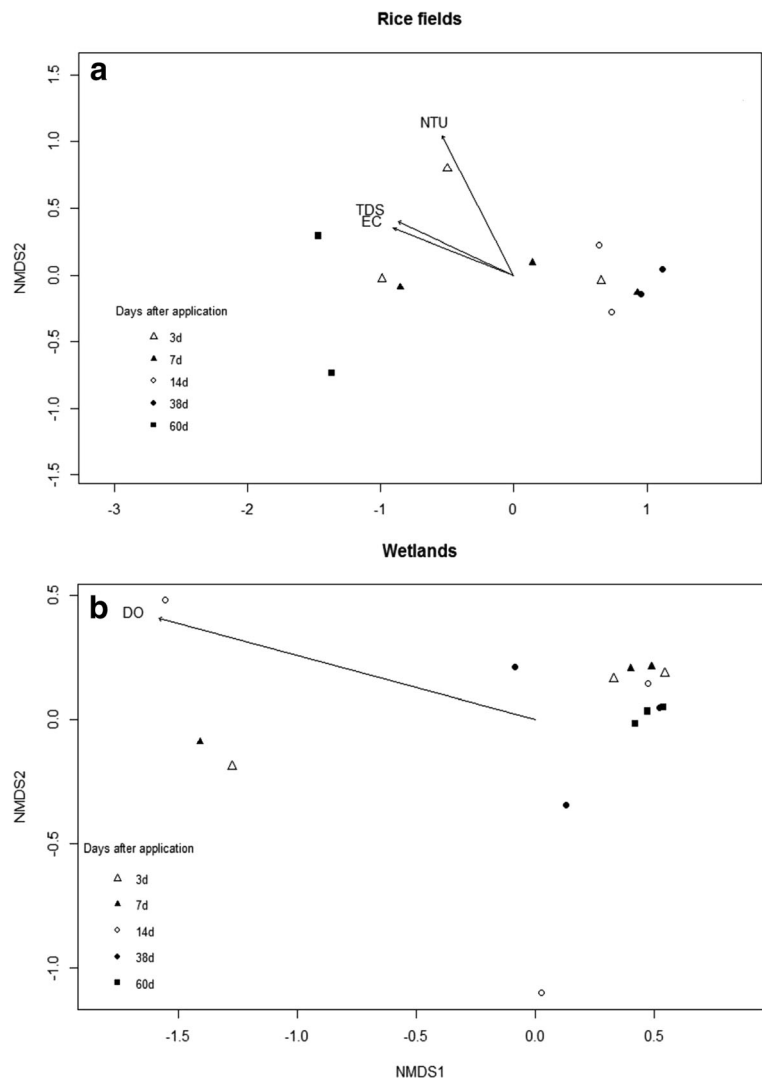 Rice fields
a
1.5
1.0
0.5
0.0
-0.5
-1.0
-1.5
NMDS2
NTU
TDS
EC
Days after application
3d
7d
14d
38d
60d
-3
-2
-1
0
1
Wetlands
b
0.5
0.0
-0.5
-1.0
NMDS2
DO
Days after application
3d
7d
14d
38d
60d
-1.5
-1.0
-0.5
0.0
0.5
NMDS1